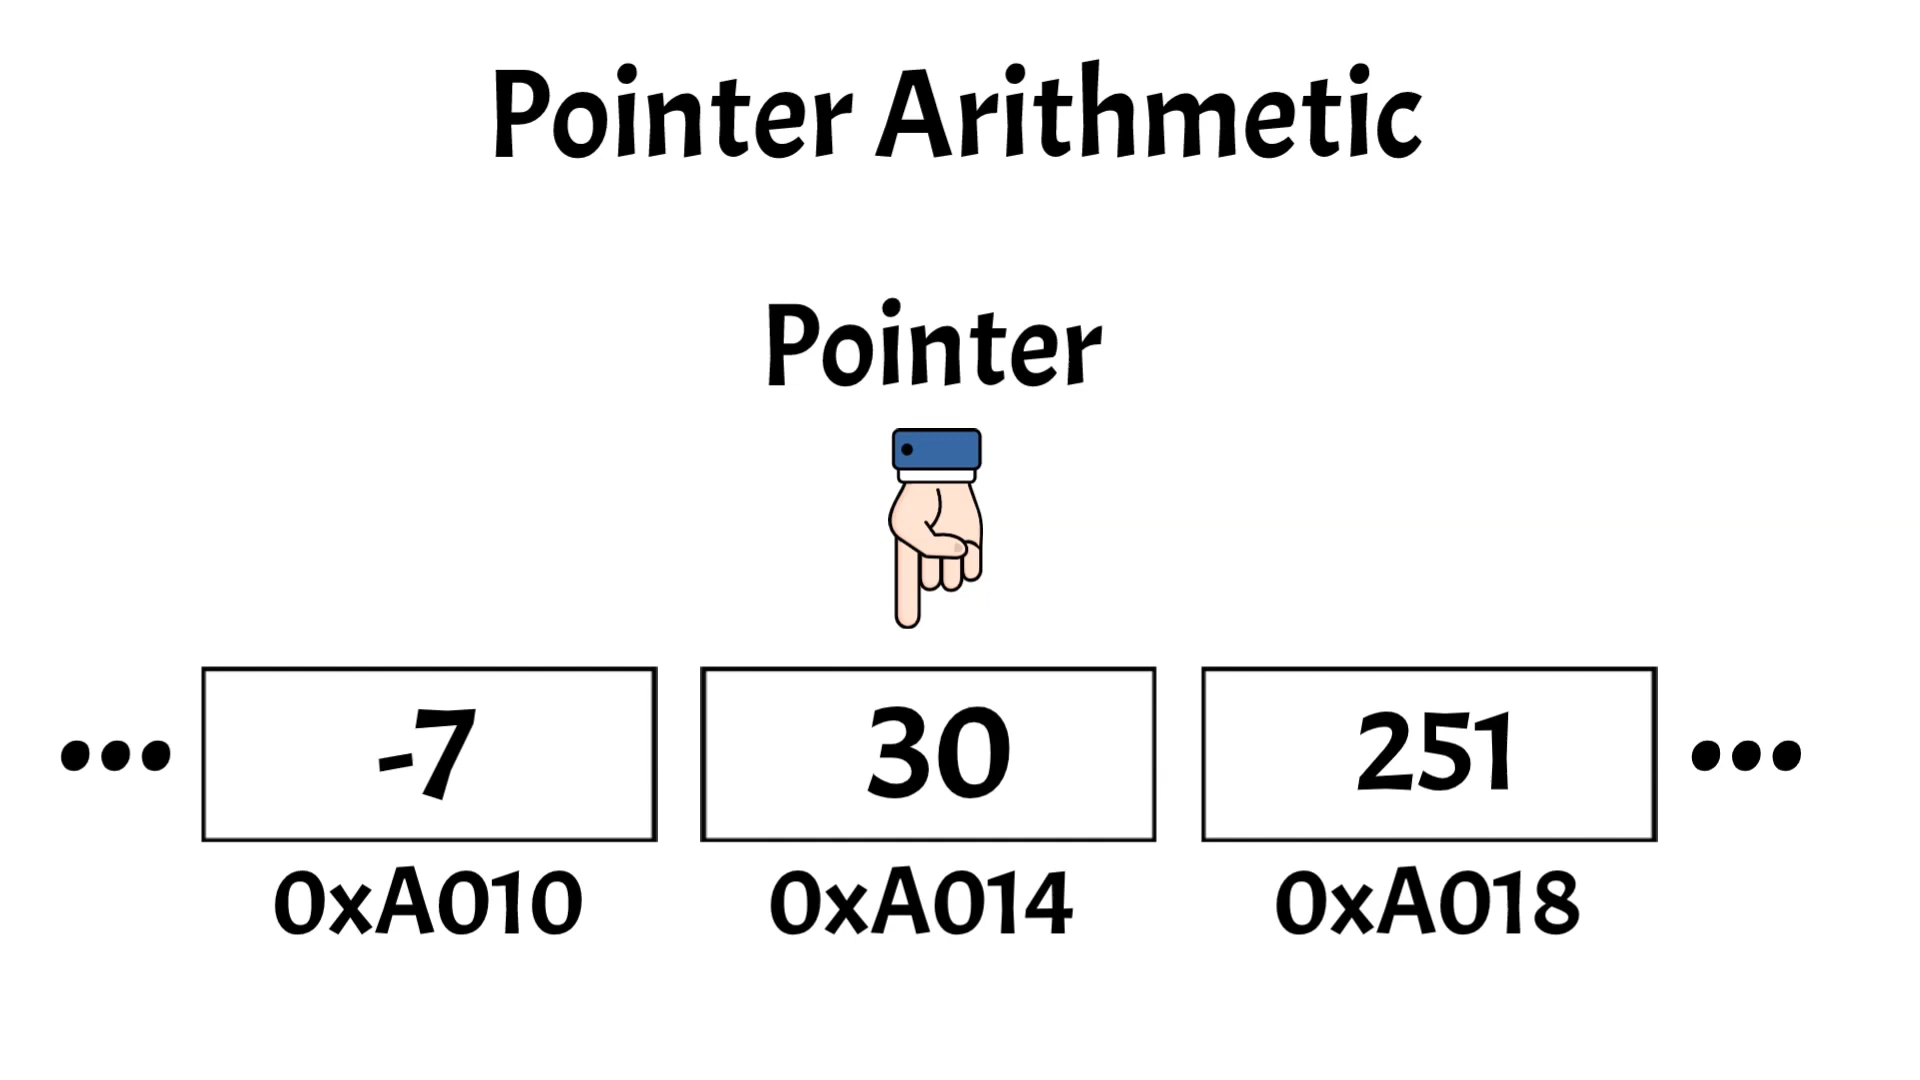 Pointer Arithmetic
Pointer
••• -7 30 251 •••
0xA010 0xA014 0xA018